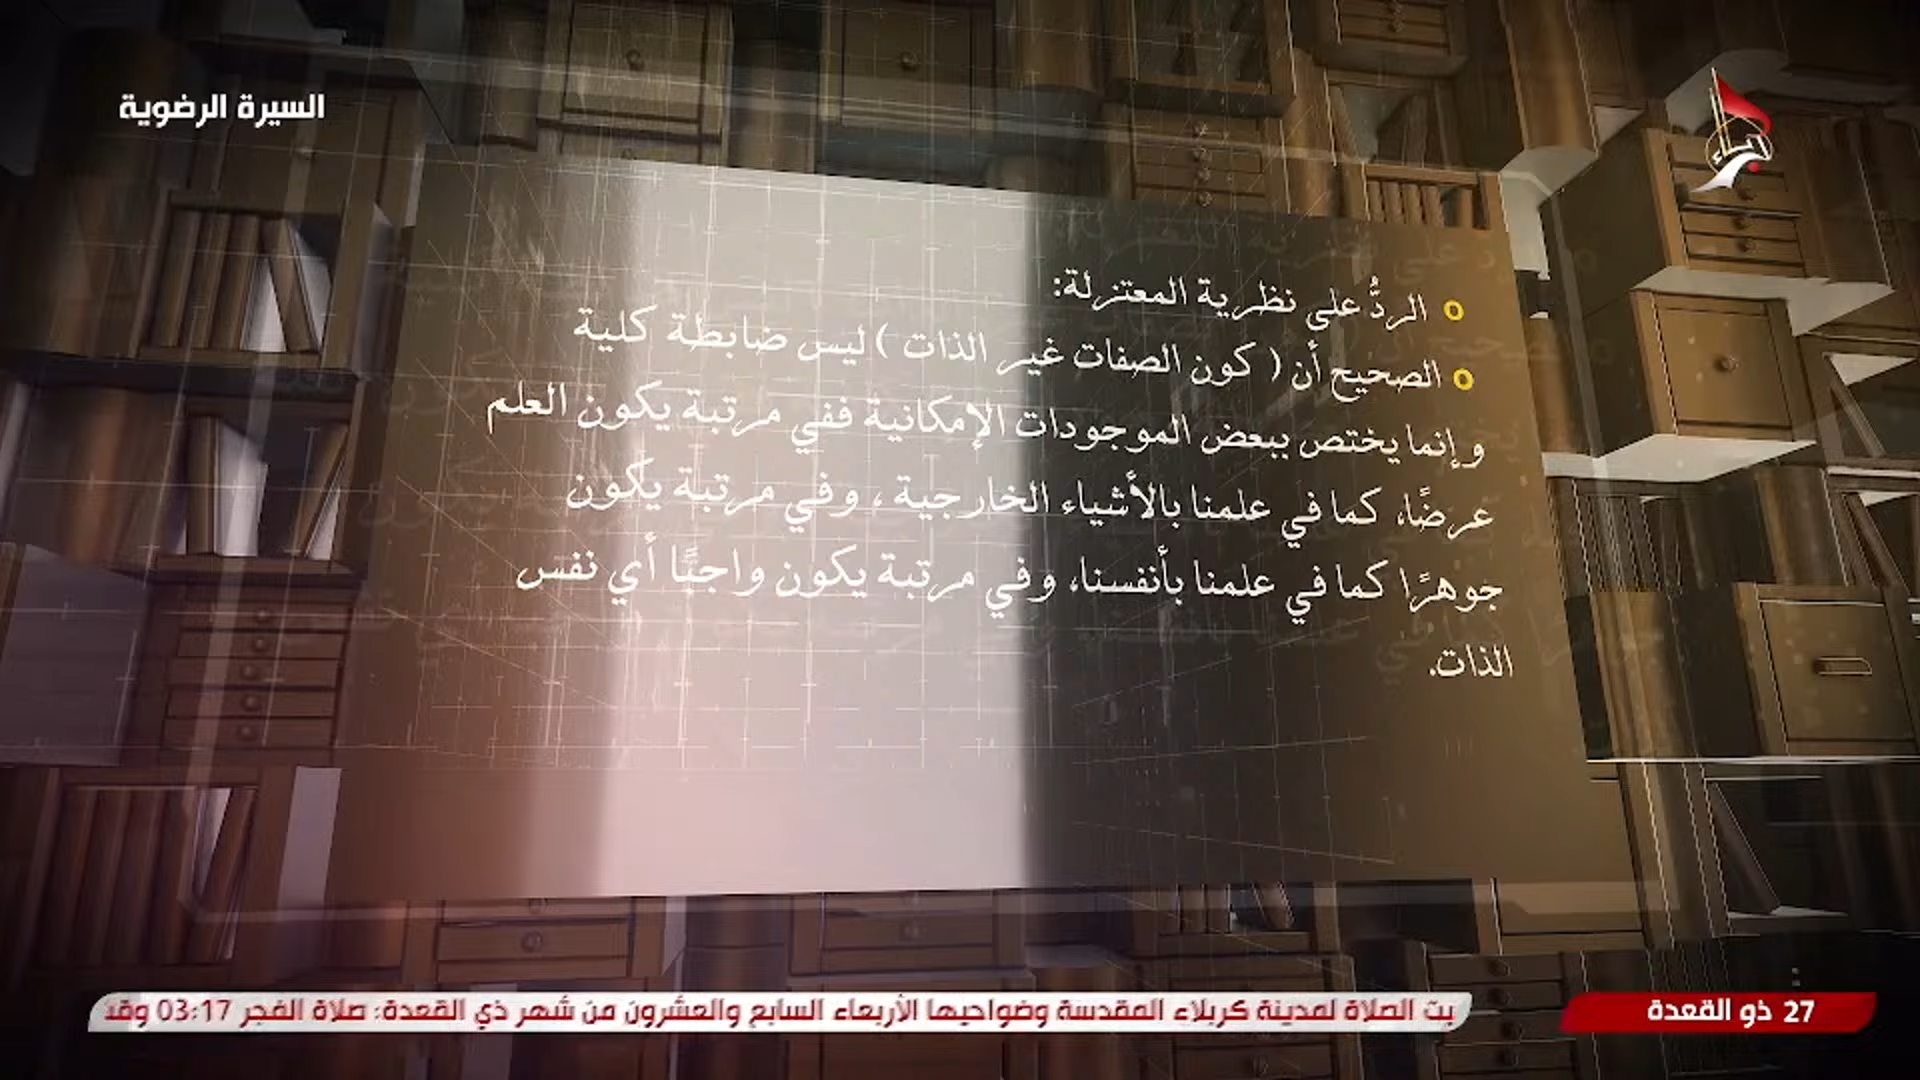 السيرة الرضوية
الردُّ على نظرية المعتزلة:
الصحيح أن ( كون الصفات غير الذات ) ليس ضابطة كلية
وإنما يختص ببعض الموجودات الإمكانية ففي مرتبة يكون العلم
عرضًا، كما في علمنا بالأشياء الخارجية ، وفي مرتبة يكون
جوهرًا كما في علمنا بأنفسنا، وفي مرتبة يكون واجبًا أي نفس
الذات.
27 ذو القعدة
يت الصلاة لمدينة كربلاء المقدسة وضواحيها الأربعاء السابع والعشرون من شهر ذي القعدة: صلاة الفجر 03:17 وقت